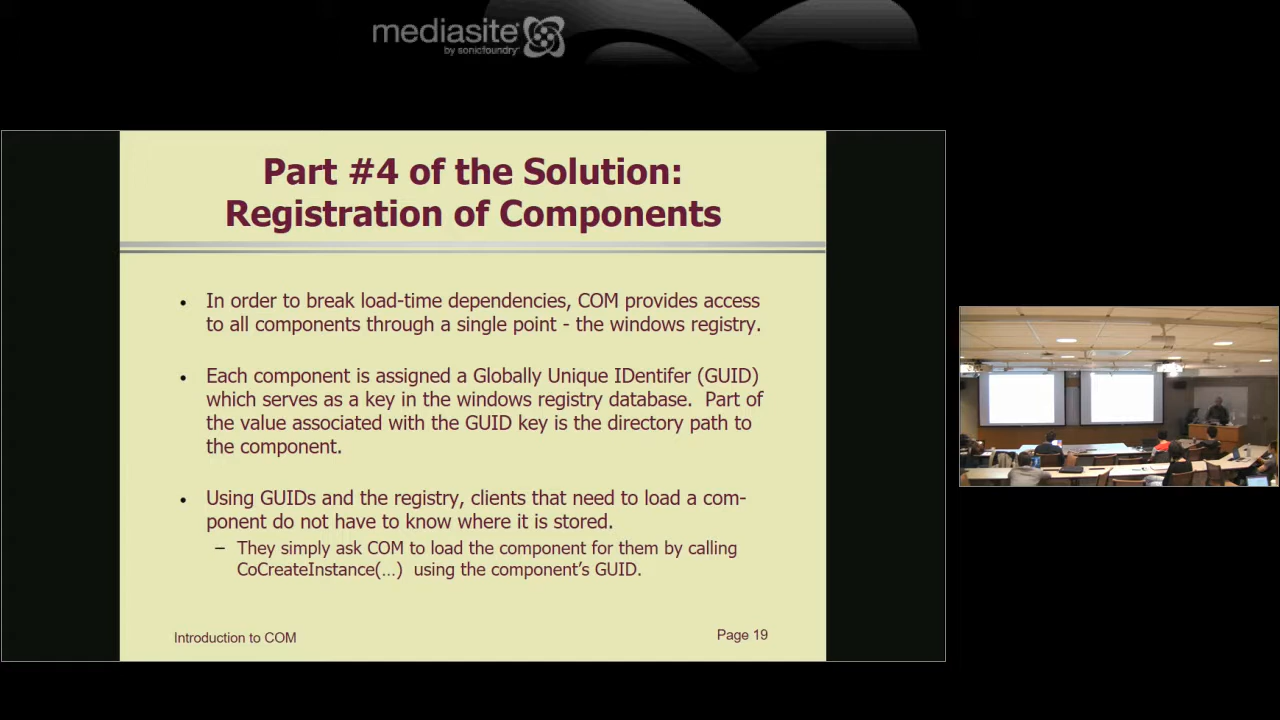 mediasite
by sonicfoundry
Part #4 of the Solution:
Registration of Components
• In order to break load-time dependencies, COM provides access
to all components through a single point - the windows registry.
• Each component is assigned a Globally Unique IDentifer (GUID)
which serves as a key in the windows registry database. Part of
the value associated with the GUID key is the directory path to
the component.
• Using GUIDs and the registry, clients that need to load a com-
ponent do not have to know where it is stored.
– They simply ask COM to load the component for them by calling
CoCreateInstance(…) using the component's GUID.
Introduction to COM
Page 19